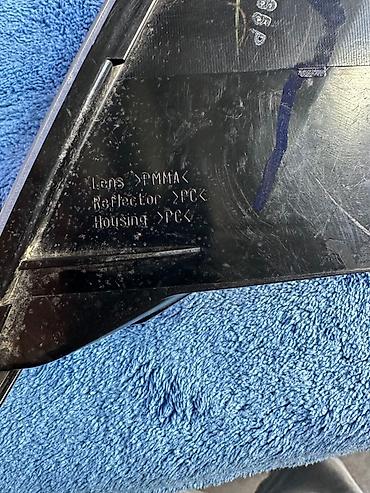 Lens >PMMA<
Reflector >PC<
Housing >PC<